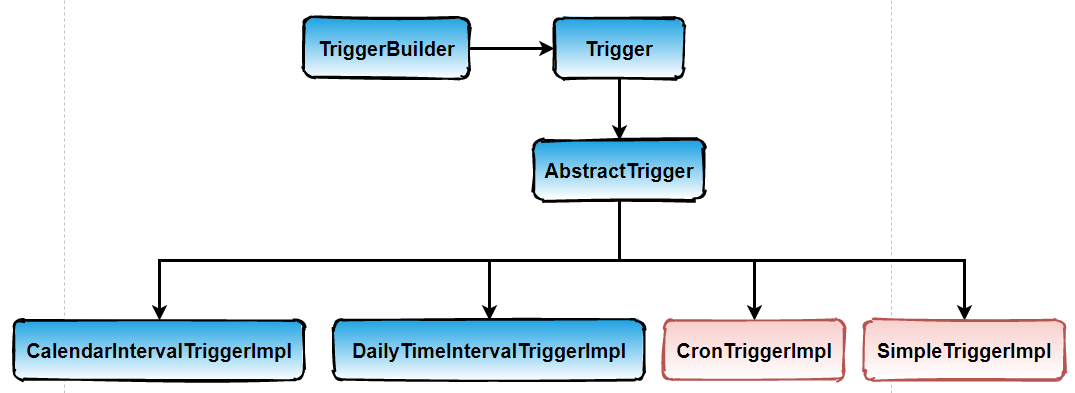 TriggerBuilder
Trigger
AbstractTrigger
CalendarIntervalTriggerImpl
DailyTimeIntervalTriggerImpl
CronTriggerImpl
SimpleTriggerImpl